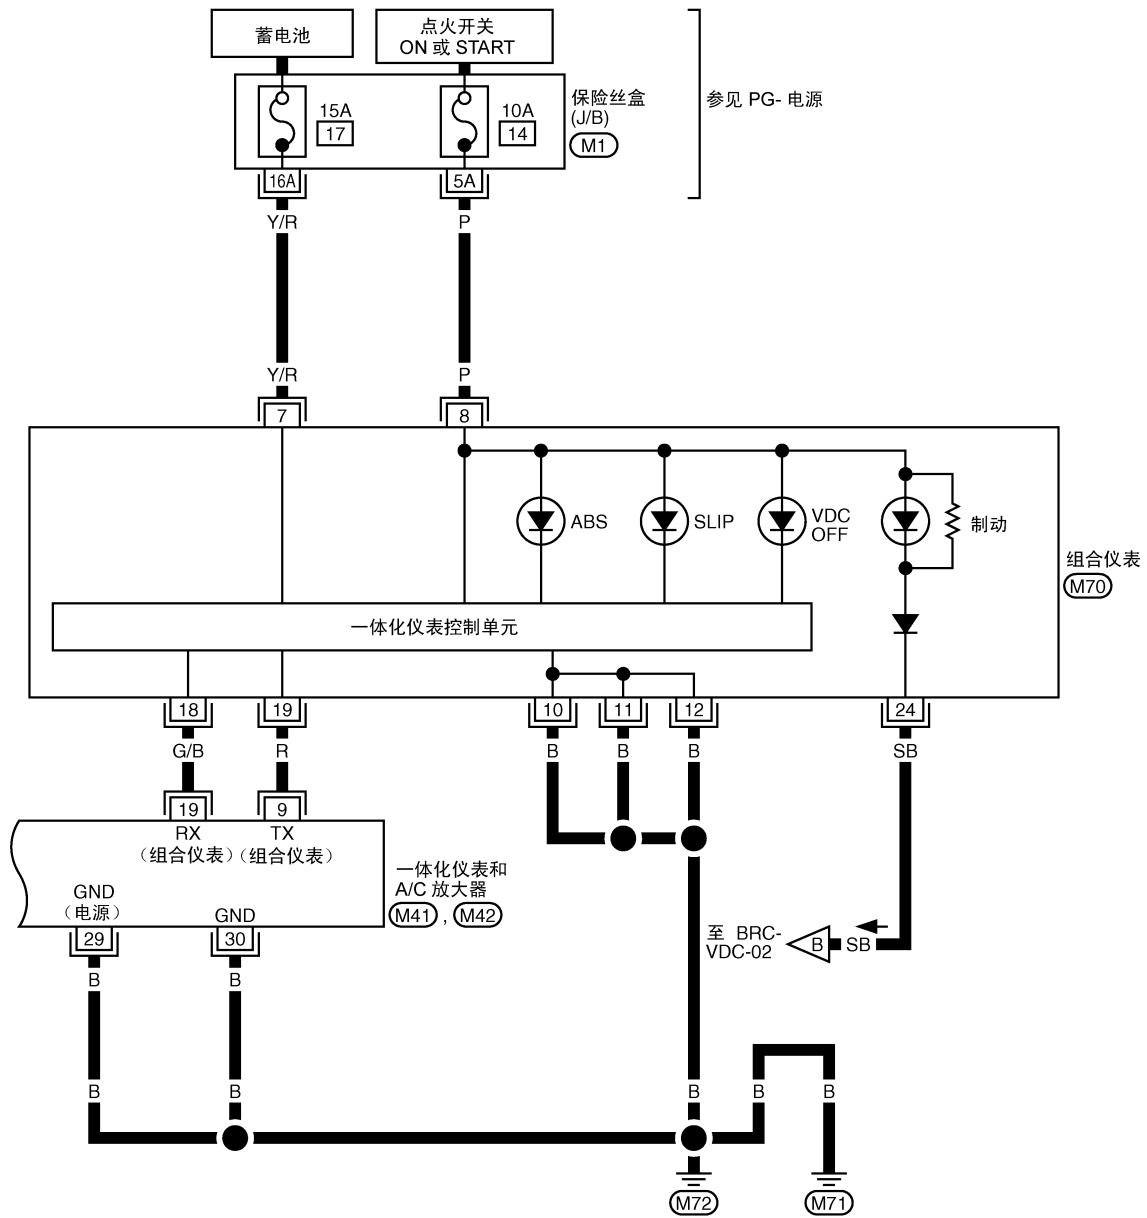 蓄电池
点火开关
ON 或 START
保险丝盒
(J/B)
M1
参见 PG- 电源
15A
17
10A
14
16A
5A
Y/R
P
Y/R
P
7
8
ABS
SLIP
VDC
OFF
制动
组合仪表
M70
一体化仪表控制单元
18
19
10
11
12
24
G/B
R
B
B
B
SB
19
9
RX
(组合仪表)
TX
(组合仪表)
一体化仪表和
A/C 放大器
M41 , M42
GND
(电源)
GND
29
30
至 BRC-
VDC-02
B
SB
B
B
B
B
B
B
B
M72
M71